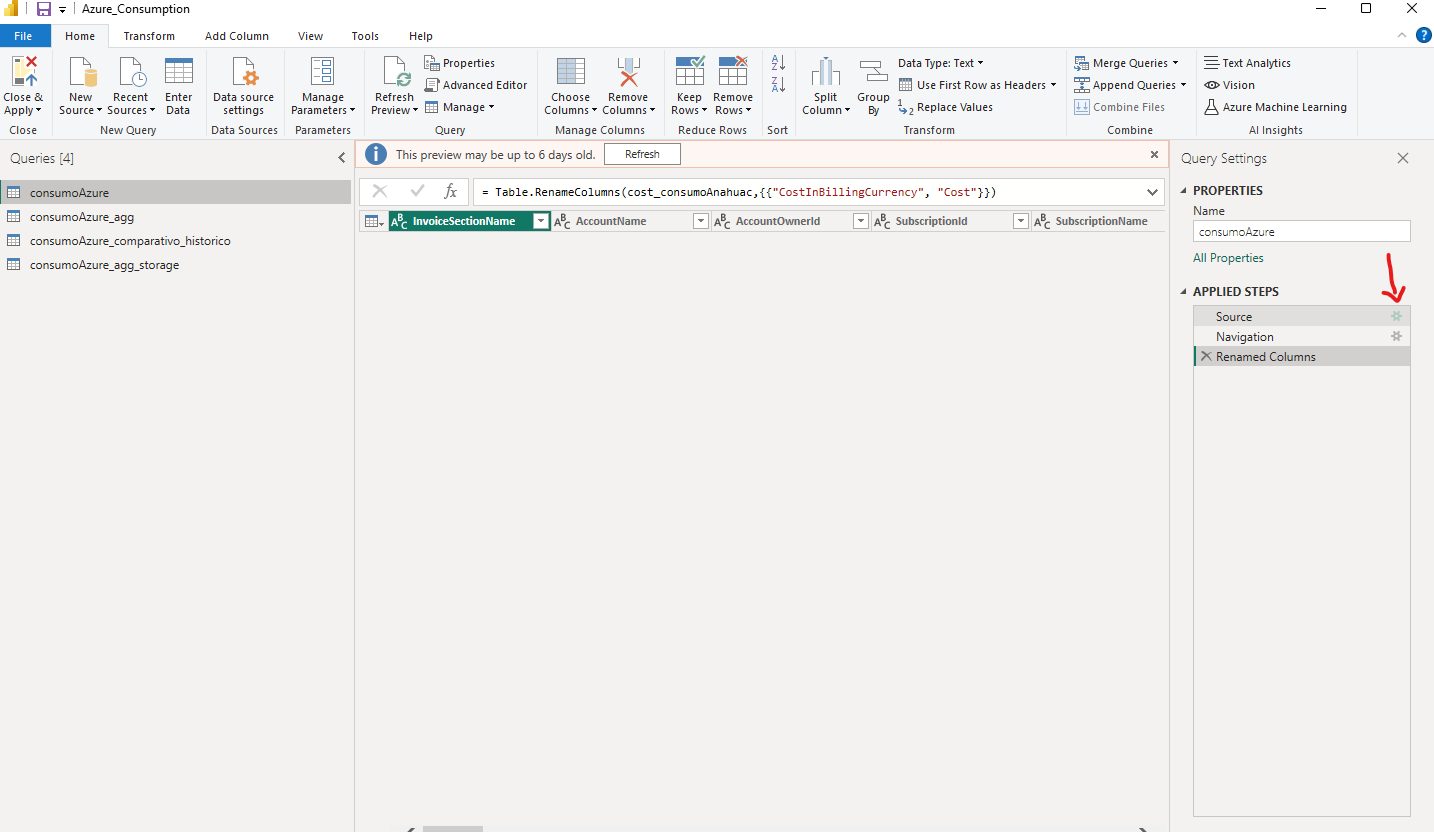 Azure_Consumption
File Home Transform Add Column View Tools Help
Close & Apply
Close
New Source
Recent Sources
Enter Data
New Query
Data source settings
Data Sources
Manage Parameters
Parameters
Refresh Preview
Properties
Advanced Editor
Manage
Query
Choose Columns
Remove Columns
Manage Columns
Keep Rows
Remove Rows
Reduce Rows
Sort
Split Column
Group By
Data Type: Text
Use First Row as Headers
Replace Values
Transform
Merge Queries
Append Queries
Combine Files
Combine
Text Analytics
Vision
Azure Machine Learning
AI Insights
Queries [4]
consumoAzure
consumoAzure_agg
consumoAzure_comparativo_historico
consumoAzure_agg_storage
This preview may be up to 6 days old. Refresh
fx = Table.RenameColumns(cost_consumoAnahuac,{{"CostInBillingCurrency", "Cost"}})
ABC InvoiceSectionName ABC AccountName ABC AccountOwnerId ABC SubscriptionId ABC SubscriptionName
Query Settings
PROPERTIES
Name
consumoAzure
All Properties
APPLIED STEPS
Source
Navigation
Renamed Columns